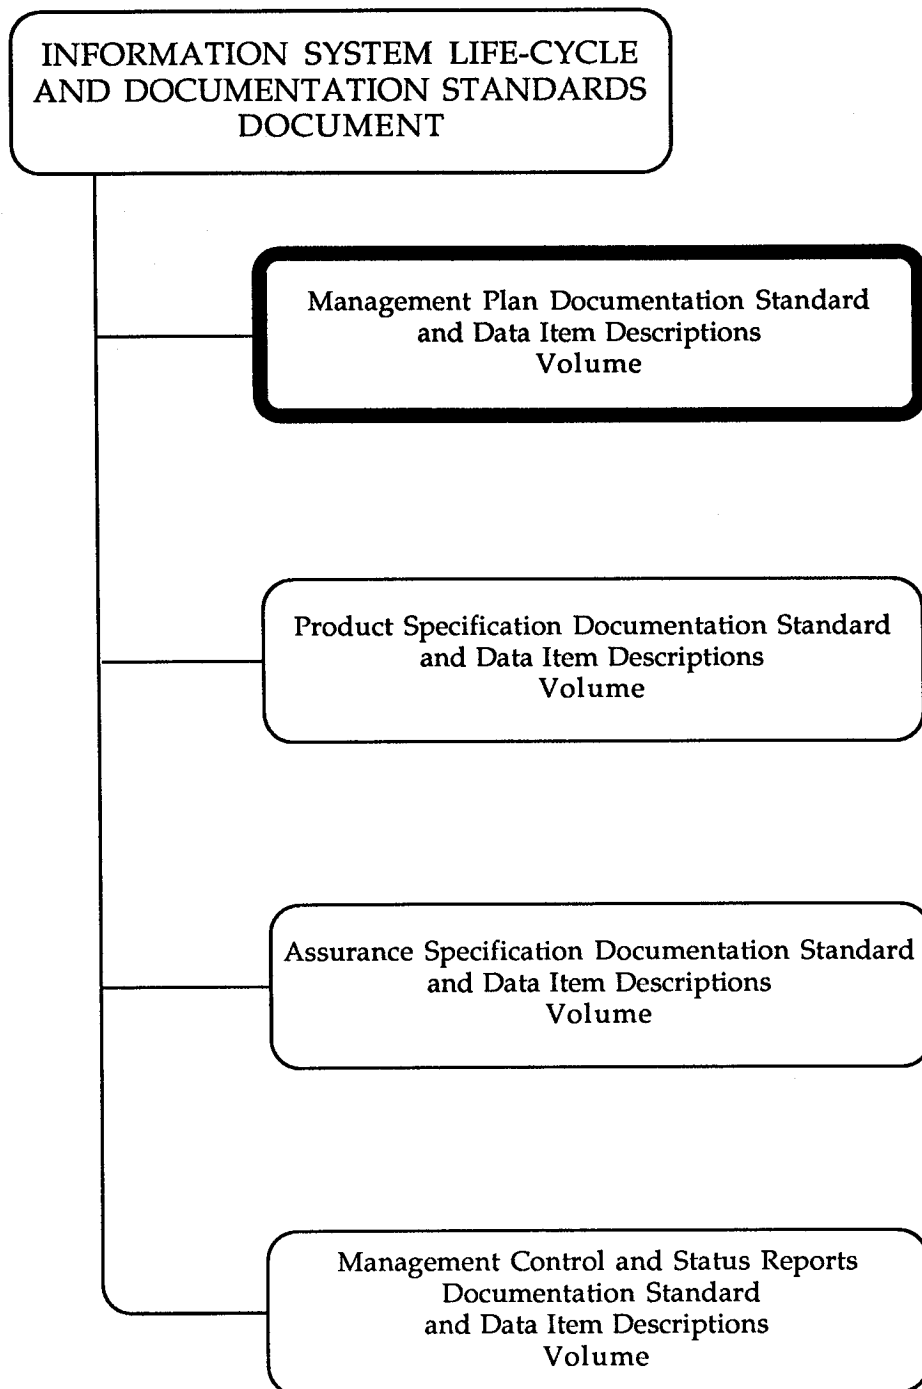 INFORMATION SYSTEM LIFE-CYCLE
AND DOCUMENTATION STANDARDS
DOCUMENT
Management Plan Documentation Standard
and Data Item Descriptions
Volume
Product Specification Documentation Standard
and Data Item Descriptions
Volume
Assurance Specification Documentation Standard
and Data Item Descriptions
Volume
Management Control and Status Reports
Documentation Standard
and Data Item Descriptions
Volume